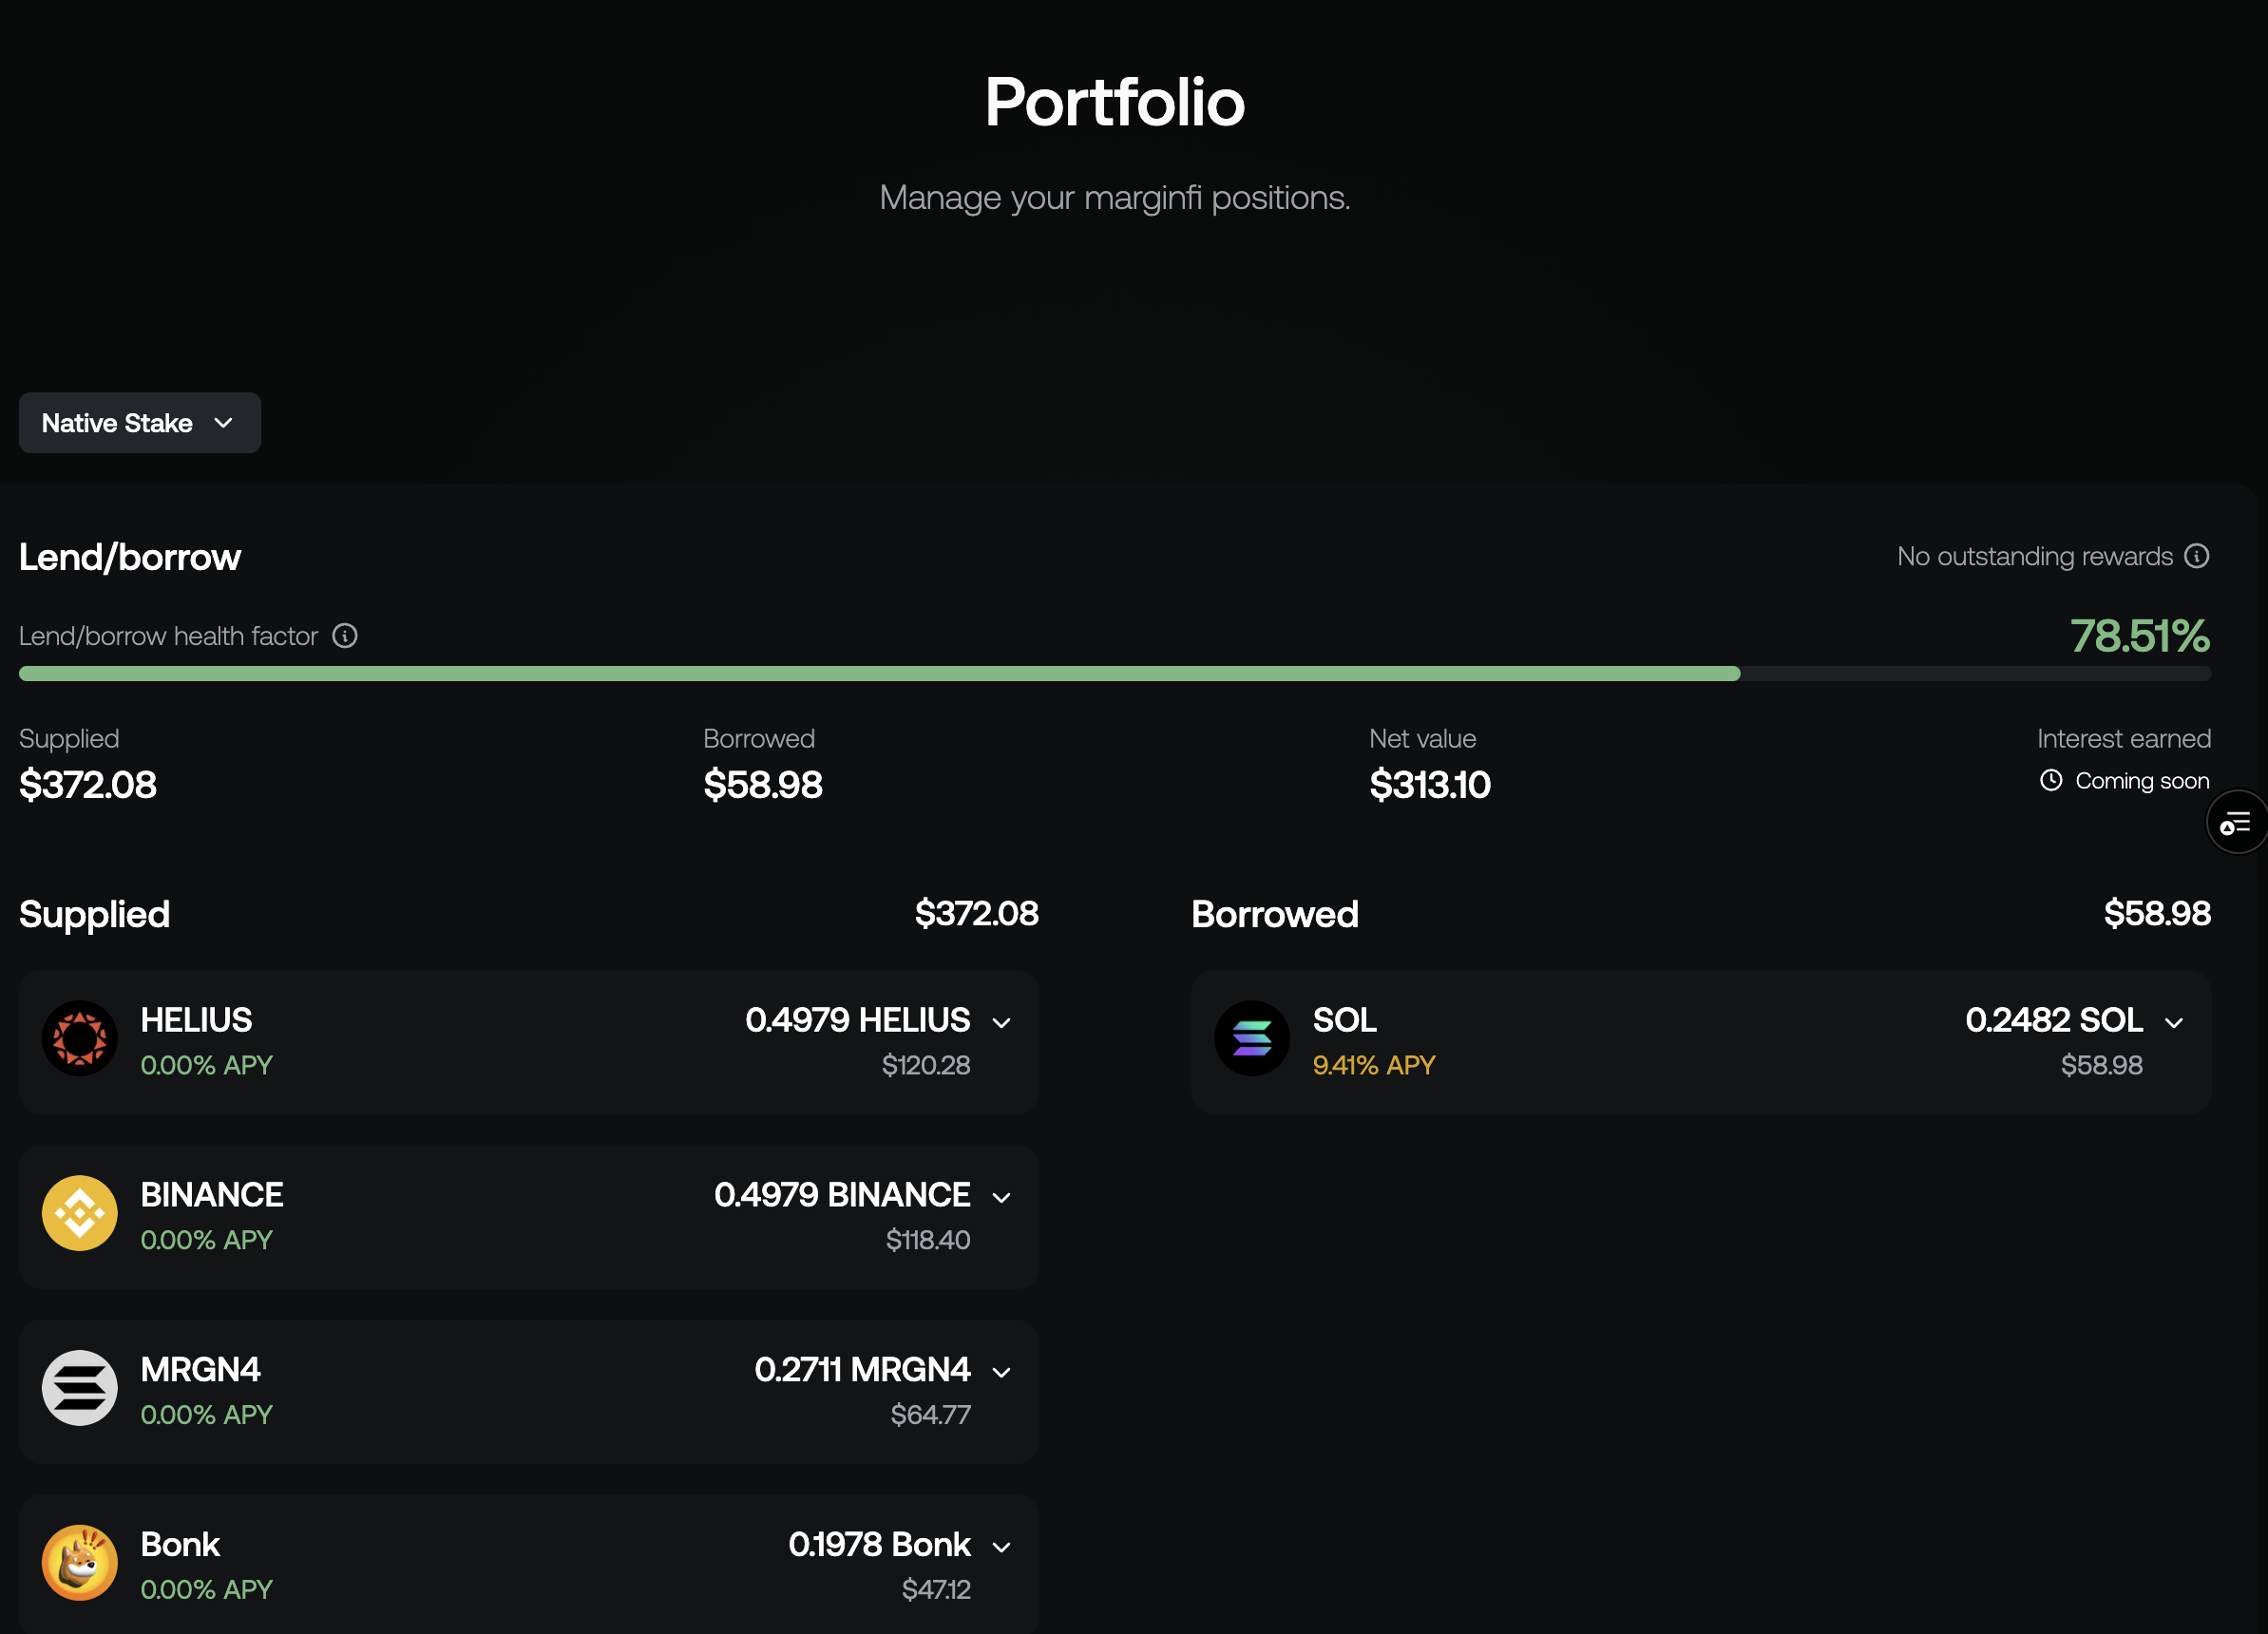 Portfolio
Manage your marginfi positions.
Native Stake
Lend/borrow
No outstanding rewards
Lend/borrow health factor
78.51%
Supplied
Borrowed
Net value
Interest earned
$372.08
$58.98
$313.10
Coming soon
Supplied
$372.08
HELIUS
0.4979 HELIUS
0.00% APY
$120.28
BINANCE
0.4979 BINANCE
0.00% APY
$118.40
MRGN4
0.2711 MRGN4
0.00% APY
$64.77
Bonk
0.1978 Bonk
0.00% APY
$47.12
Borrowed
$58.98
SOL
0.2482 SOL
9.41% APY
$58.98